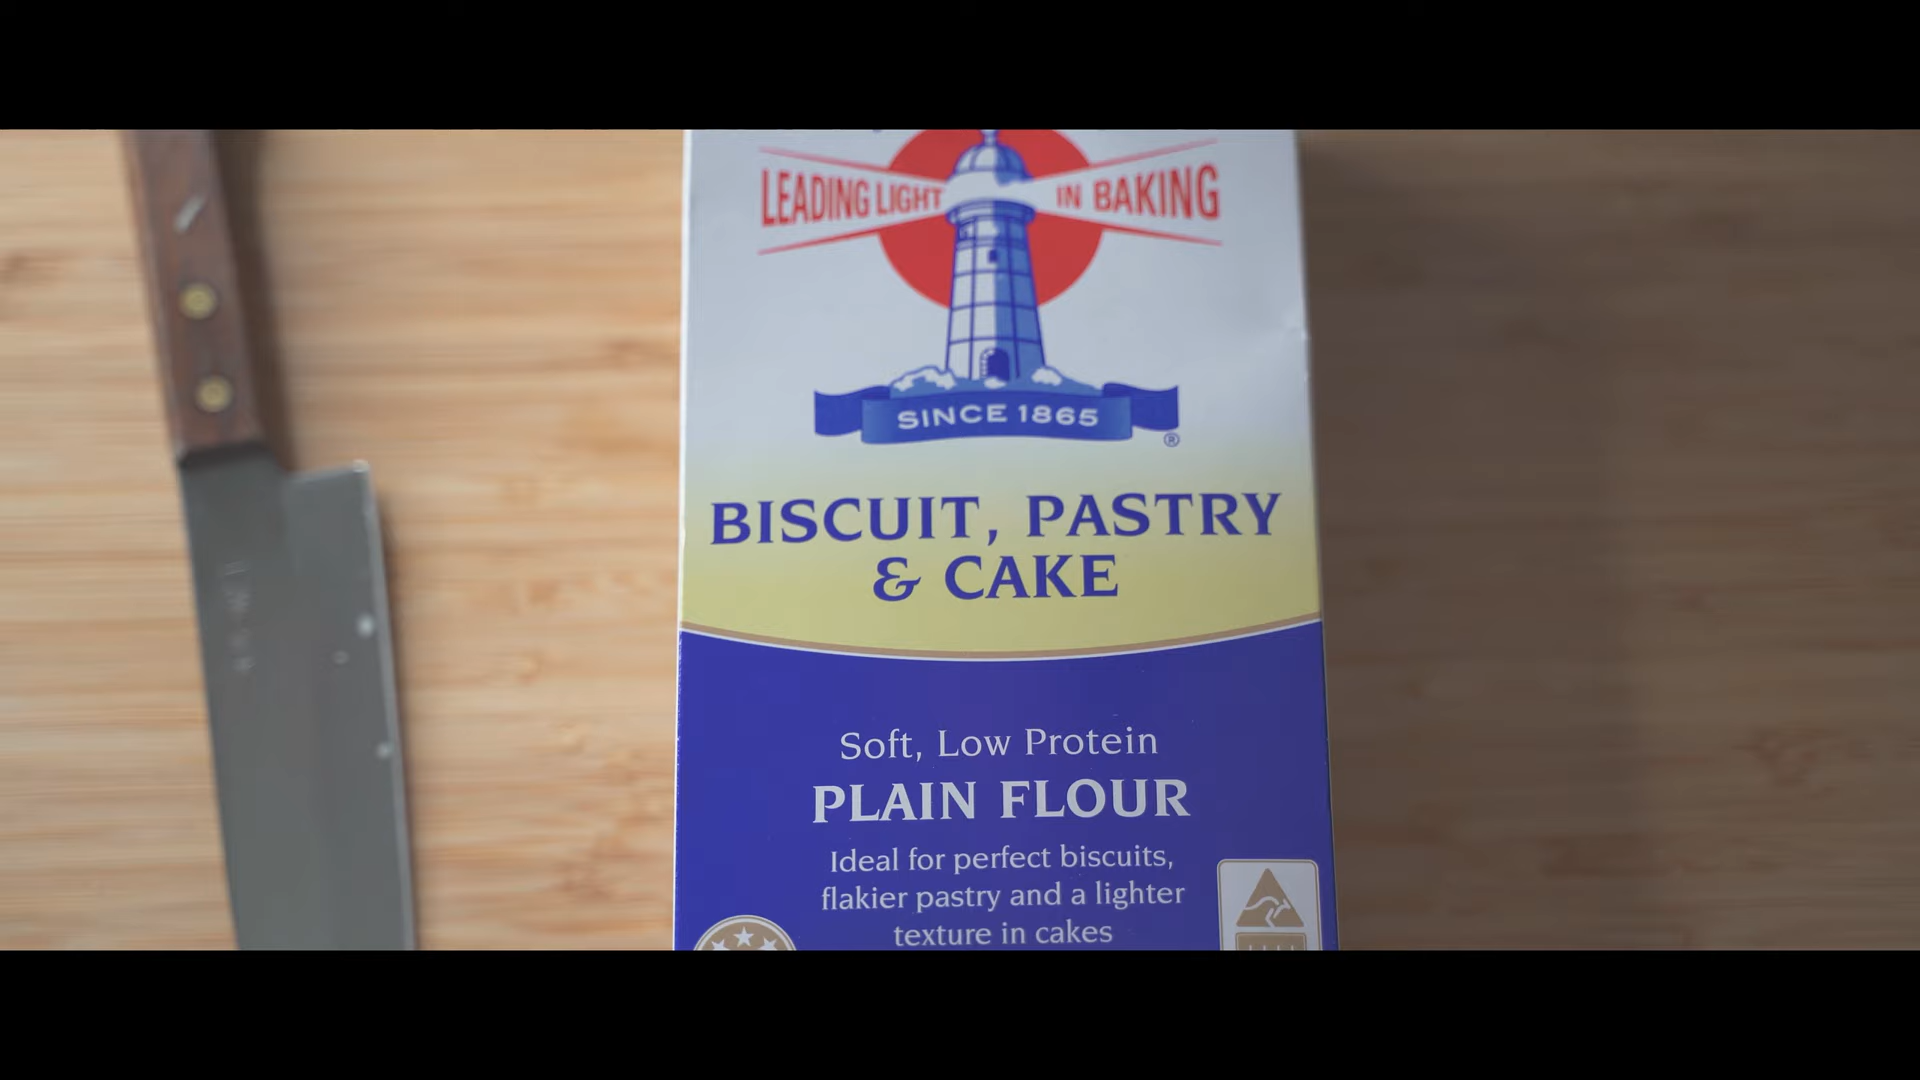 LEADING LIGHT IN BAKING
SINCE 1865
®
BISCUIT, PASTRY
& CAKE
Soft, Low Protein
PLAIN FLOUR
Ideal for perfect biscuits,
flakier pastry and a lighter
texture in cakes